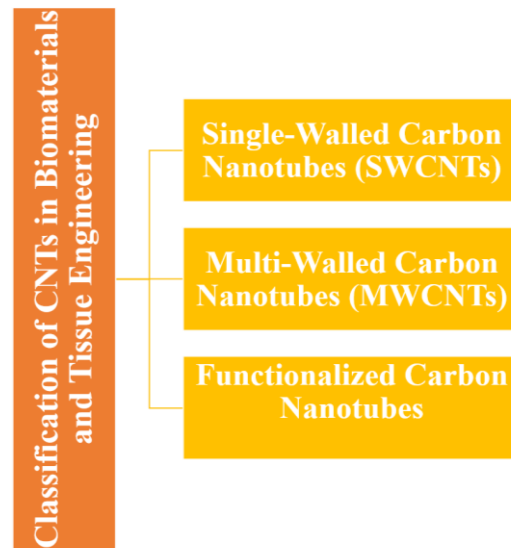 Classification of CNTs in Biomaterials
and Tissue Engineering
Single-Walled Carbon
Nanotubes (SWCNTs)
Multi-Walled Carbon
Nanotubes (MWCNTs)
Functionalized Carbon
Nanotubes